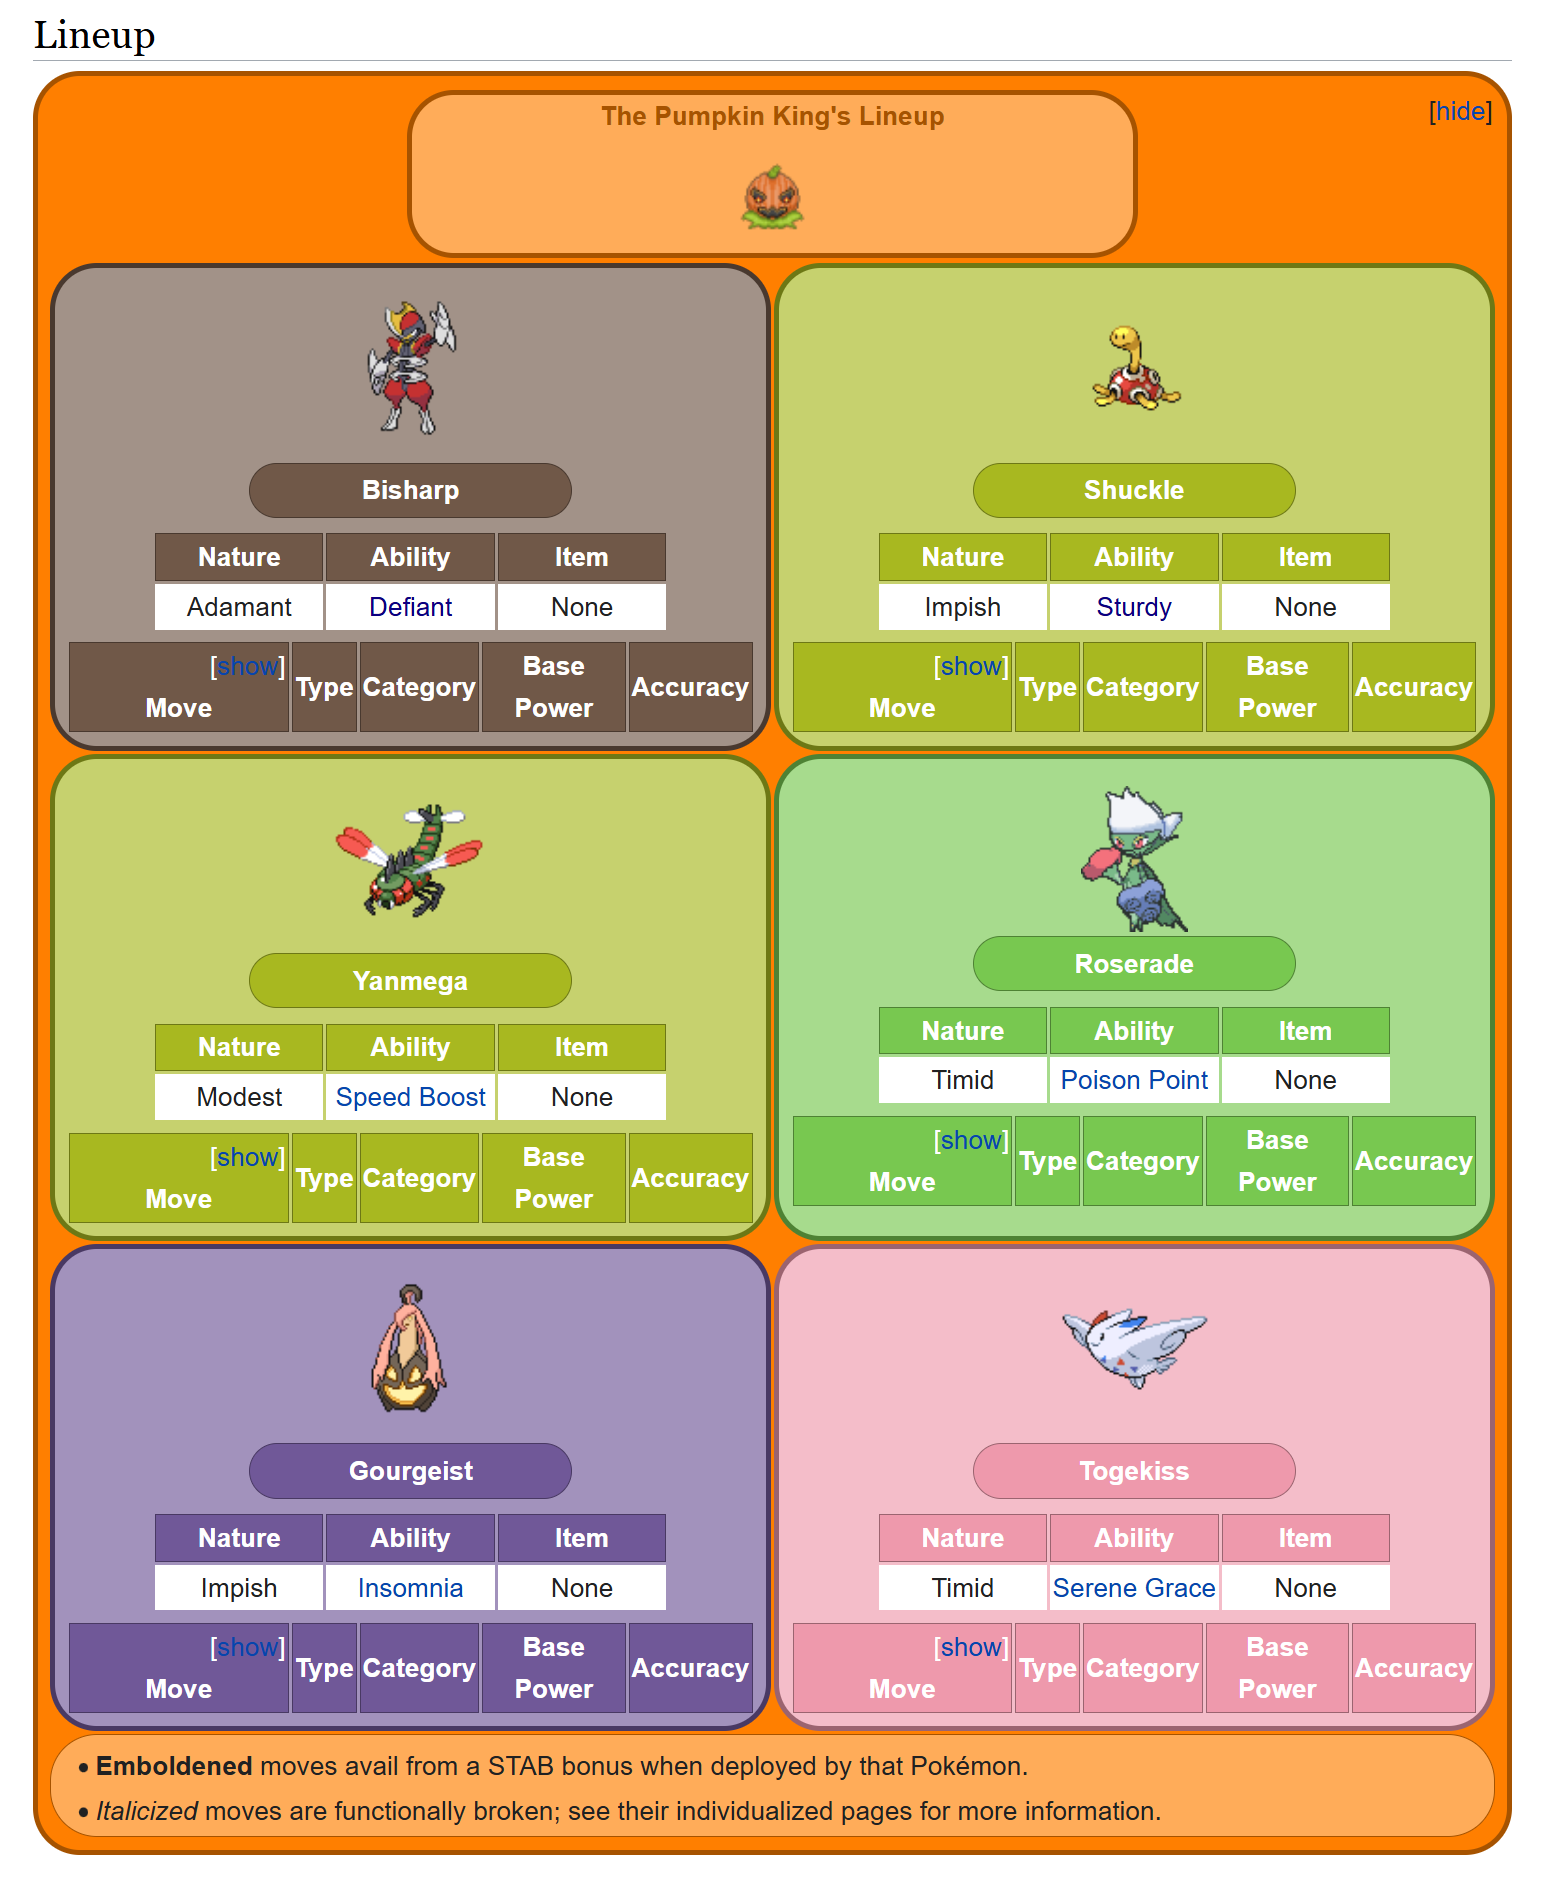 Lineup
The Pumpkin King's Lineup
[hide]
Bisharp
Nature Ability Item
Adamant Defiant None
[show]
Move Type Category Base Power Accuracy
Shuckle
Nature Ability Item
Impish Sturdy None
[show]
Move Type Category Base Power Accuracy
Yanmega
Nature Ability Item
Modest Speed Boost None
[show]
Move Type Category Base Power Accuracy
Roserade
Nature Ability Item
Timid Poison Point None
[show]
Move Type Category Base Power Accuracy
Gourgeist
Nature Ability Item
Impish Insomnia None
[show]
Move Type Category Base Power Accuracy
Togekiss
Nature Ability Item
Timid Serene Grace None
[show]
Move Type Category Base Power Accuracy
• Emboldened moves avail from a STAB bonus when deployed by that Pokémon.
• Italicized moves are functionally broken; see their individualized pages for more information.